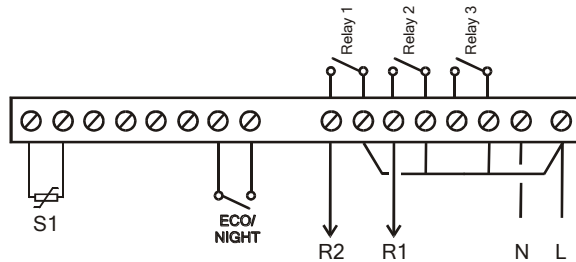 Relay 1
Relay 2
Relay 3
S1
ECO/
NIGHT
R2
R1
N
L